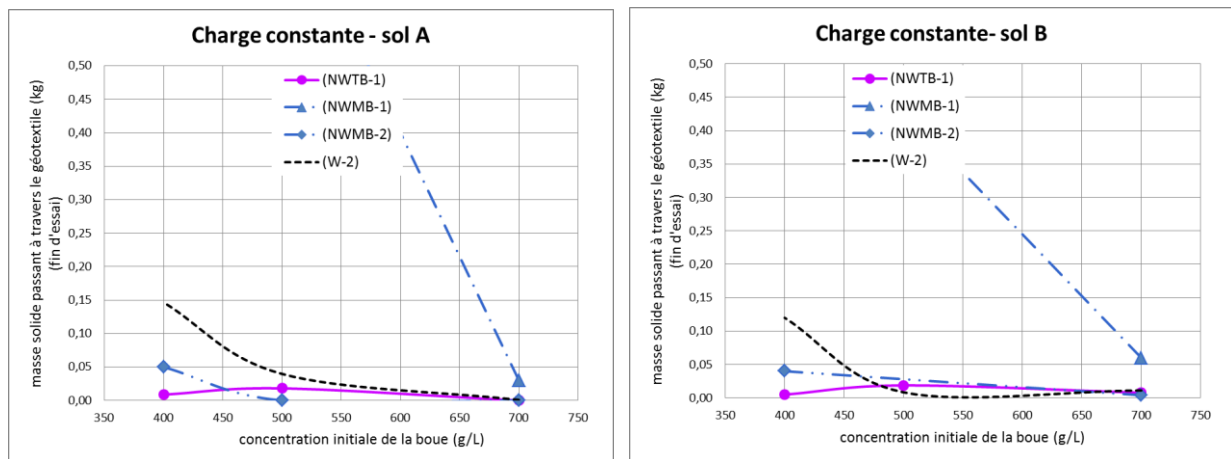 Charge constante - sol A
masse solide passant à travers le géotextile (kg)
(fin d'essai)
0,50
0,45
0,40
0,35
0,30
0,25
0,20
0,15
0,10
0,05
0,00
(NWTB-1)
(NWMB-1)
(NWMB-2)
(W-2)
350 400 450 500 550 600 650 700 750
concentration initiale de la boue (g/L)
Charge constante- sol B
masse solide passant à travers le géotextile (kg)
(fin d'essai)
0,50
0,45
0,40
0,35
0,30
0,25
0,20
0,15
0,10
0,05
0,00
(NWTB-1)
(NWMB-1)
(NWMB-2)
(W-2)
350 400 450 500 550 600 650 700 750
concentration initiale de la boue (g/L)